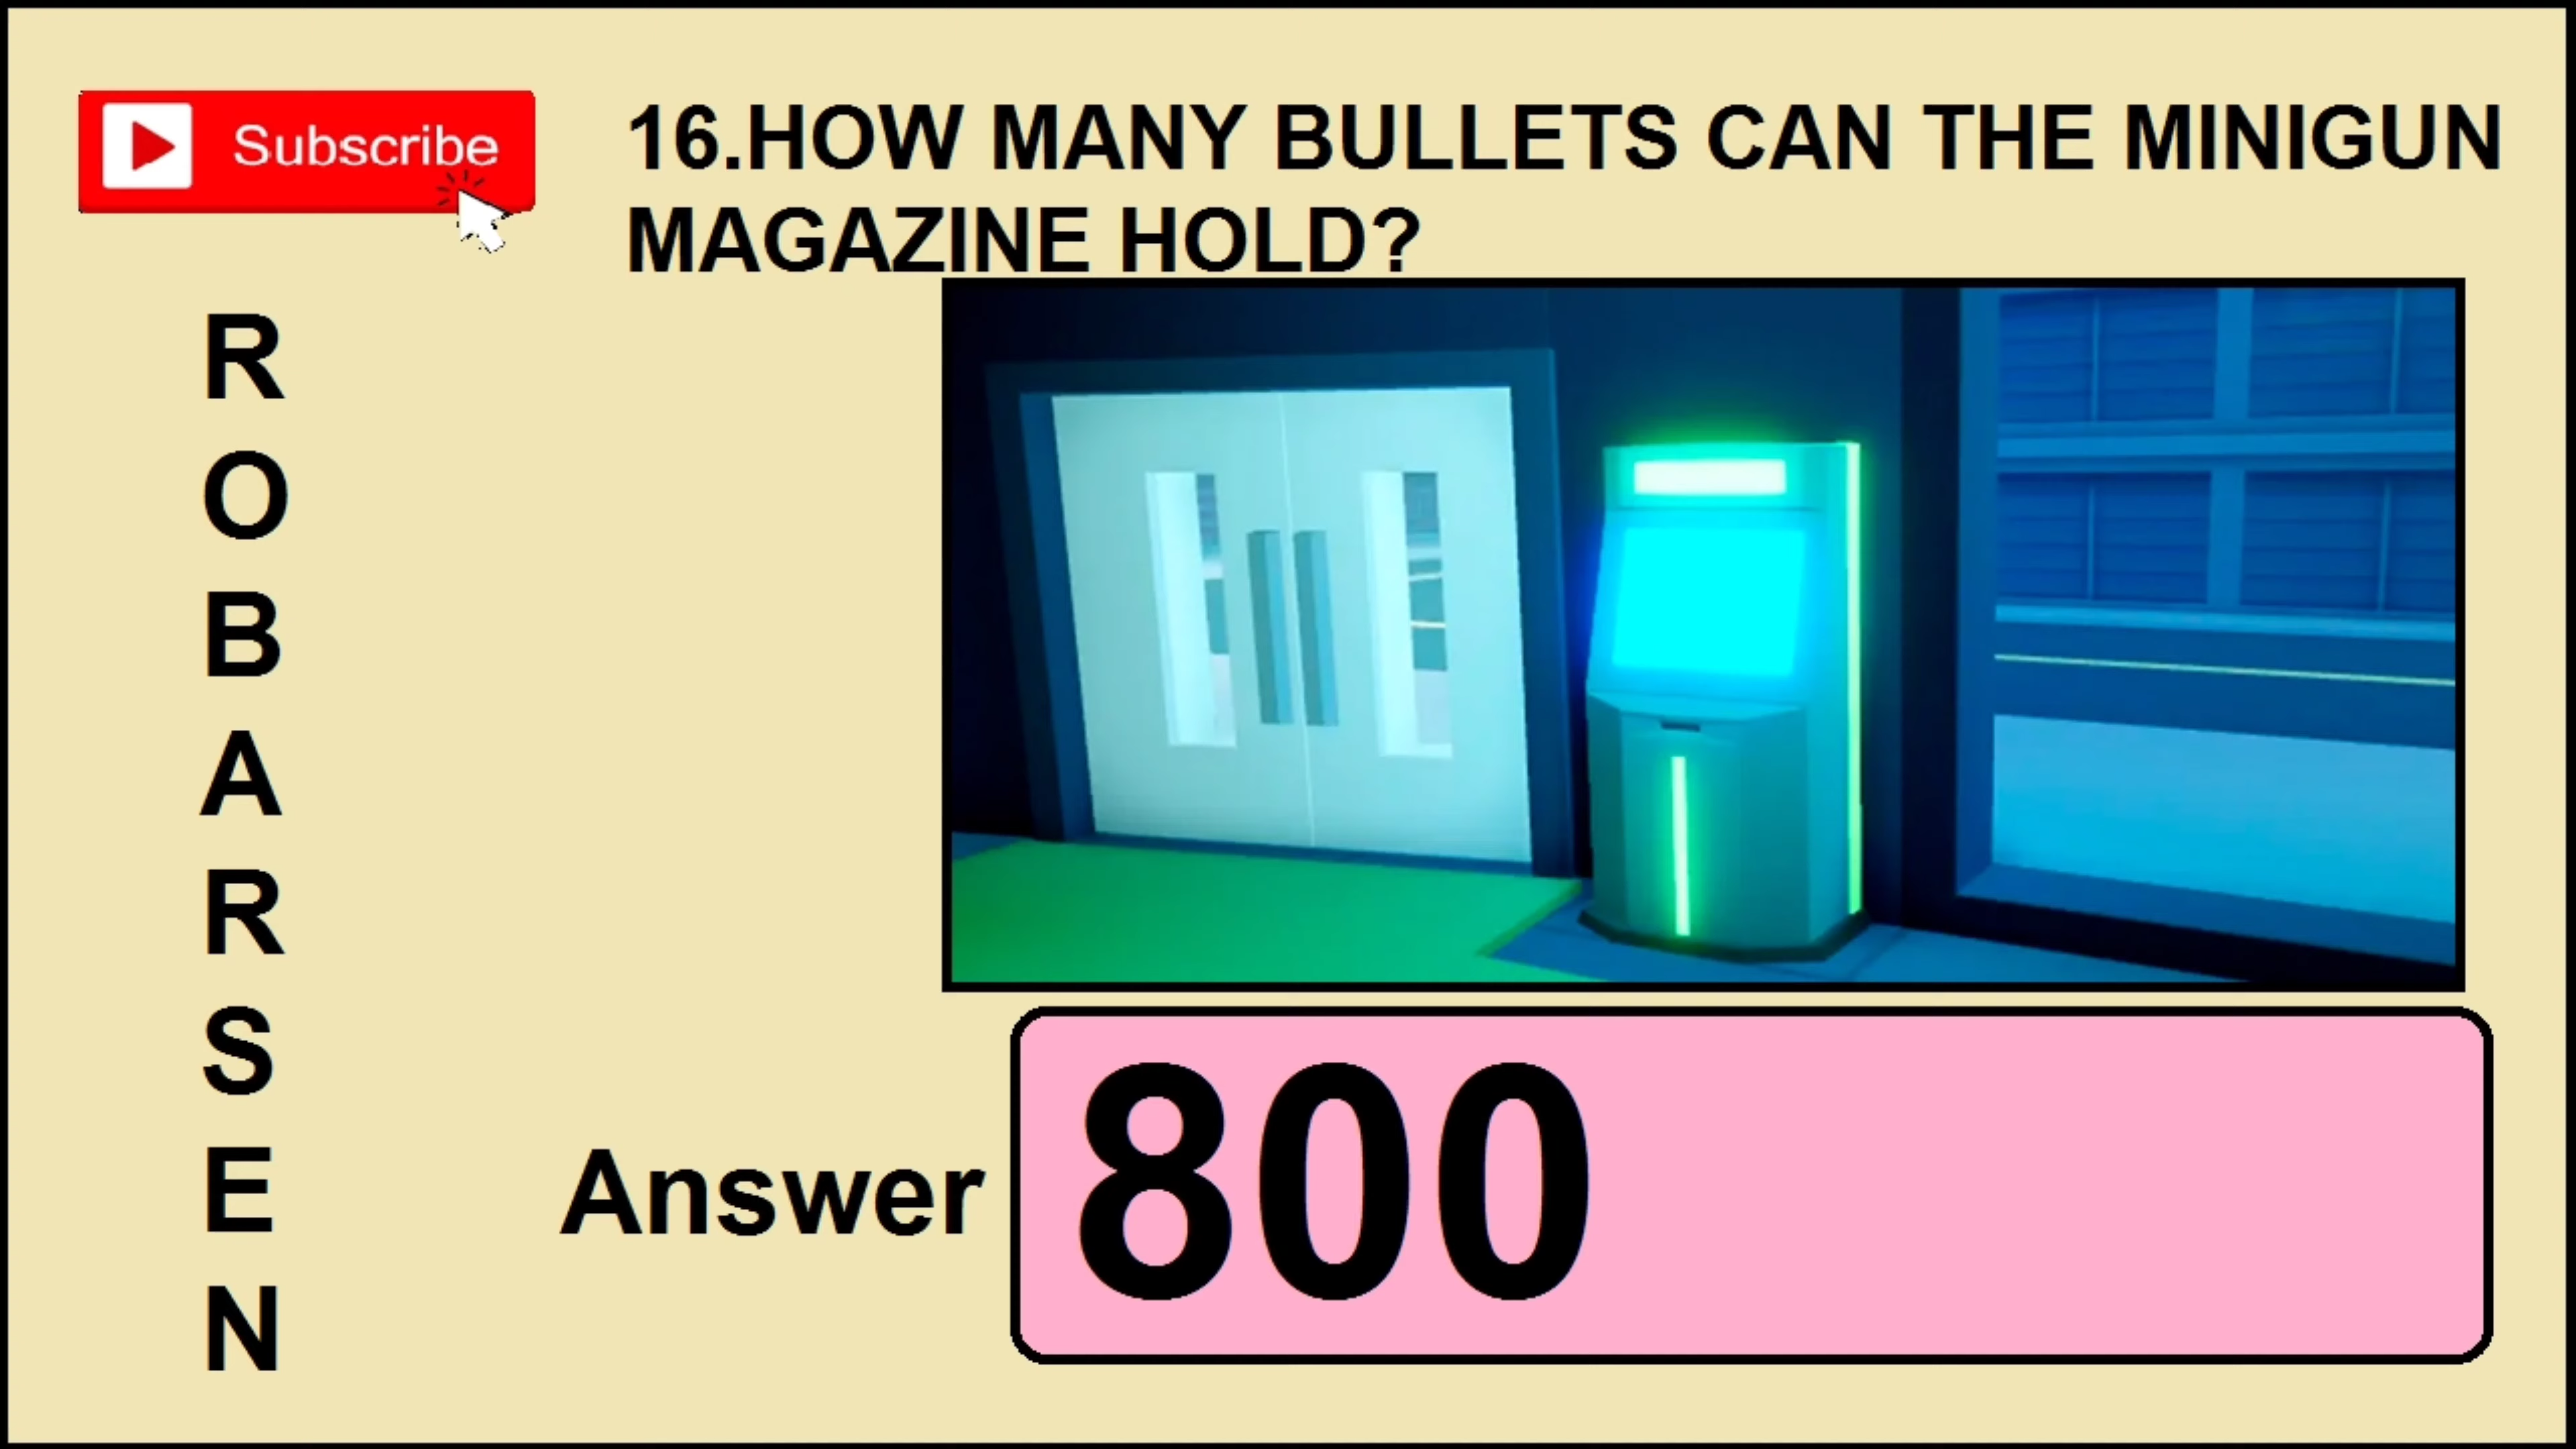 Subscribe
16.HOW MANY BULLETS CAN THE MINIGUN
MAGAZINE HOLD?
R
O
B
A
R
S
E
N
Answer
800